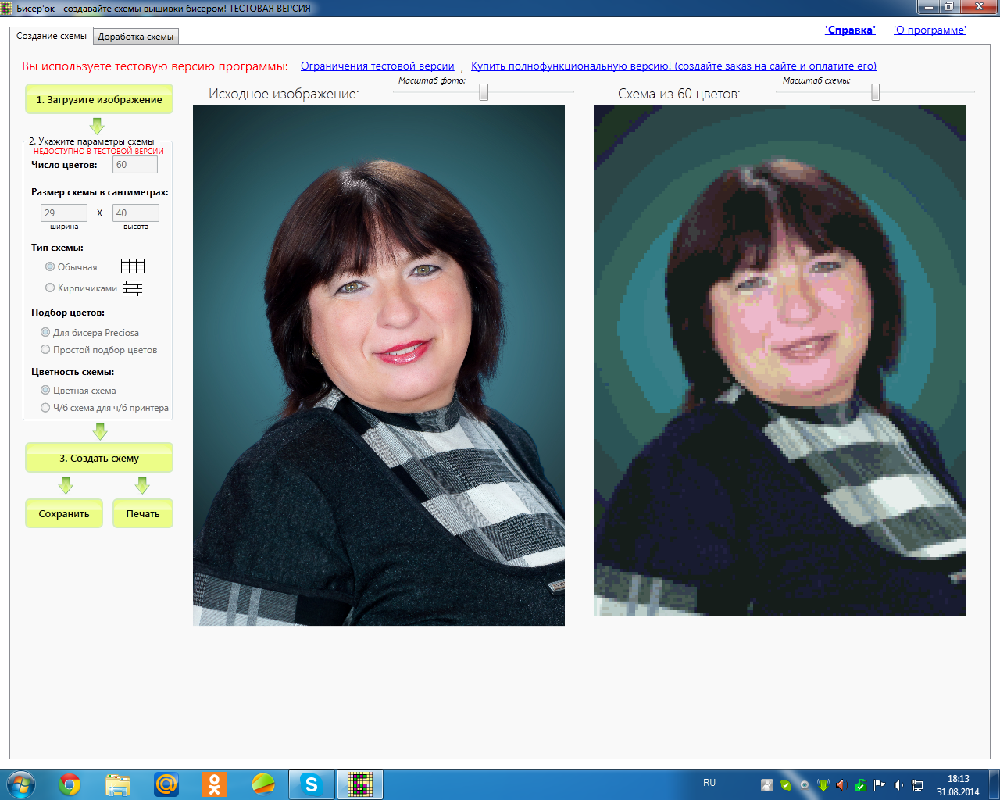 Бисер'ок - создавайте схемы вышивки бисером! ТЕСТОВАЯ ВЕРСИЯ
Создание схемы
Доработка схемы
'Справка'
'О программе'
Вы используете тестовую версию программы:
Ограничения тестовой версии
,
Купить полнофункциональную версию! (создайте заказ на сайте и оплатите его)
1. Загрузите изображение
Исходное изображение:
Масштаб фото:
Схема из 60 цветов:
Масштаб схемы:
2. Укажите параметры схемы
НЕДОСТУПНО В ТЕСТОВОЙ ВЕРСИИ
Число цветов:
60
Размер схемы в сантиметрах:
29
X
40
ширина
высота
Тип схемы:
Обычная
Кирпичиками
Подбор цветов:
Для бисера Preciosa
Простой подбор цветов
Цветность схемы:
Цветная схема
Ч/б схема для ч/б принтера
3. Создать схему
Сохранить
Печать
RU
18:13
31.08.2014